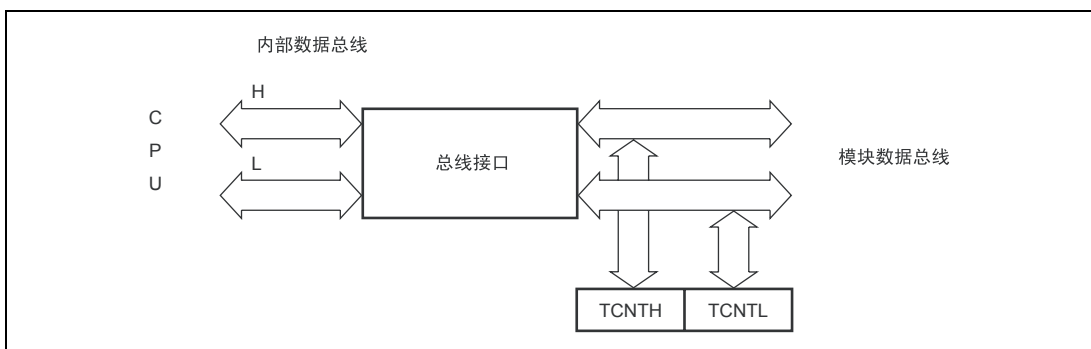 内部数据总线
H
C
P
U
L
总线接口
模块数据总线
TCNTH
TCNTL